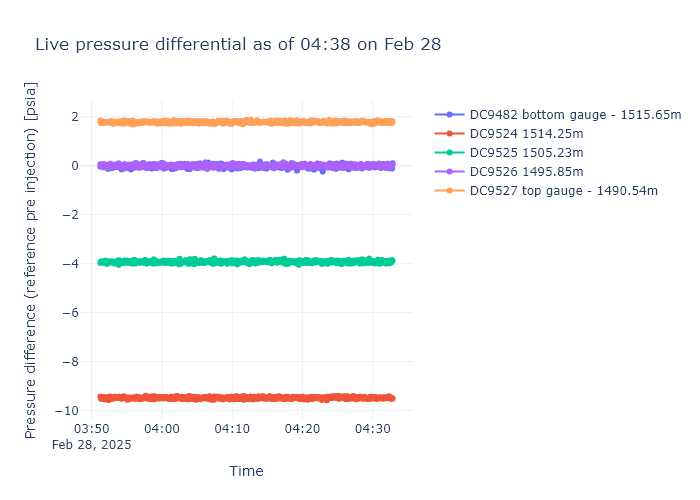 Live pressure differential as of 04:38 on Feb 28
Pressure difference (reference pre injection) [psia]
2
0
−2
−4
−6
−8
−10
03:50
04:00
04:10
04:20
04:30
Feb 28, 2025
Time
DC9482 bottom gauge - 1515.65m
DC9524 1514.25m
DC9525 1505.23m
DC9526 1495.85m
DC9527 top gauge - 1490.54m